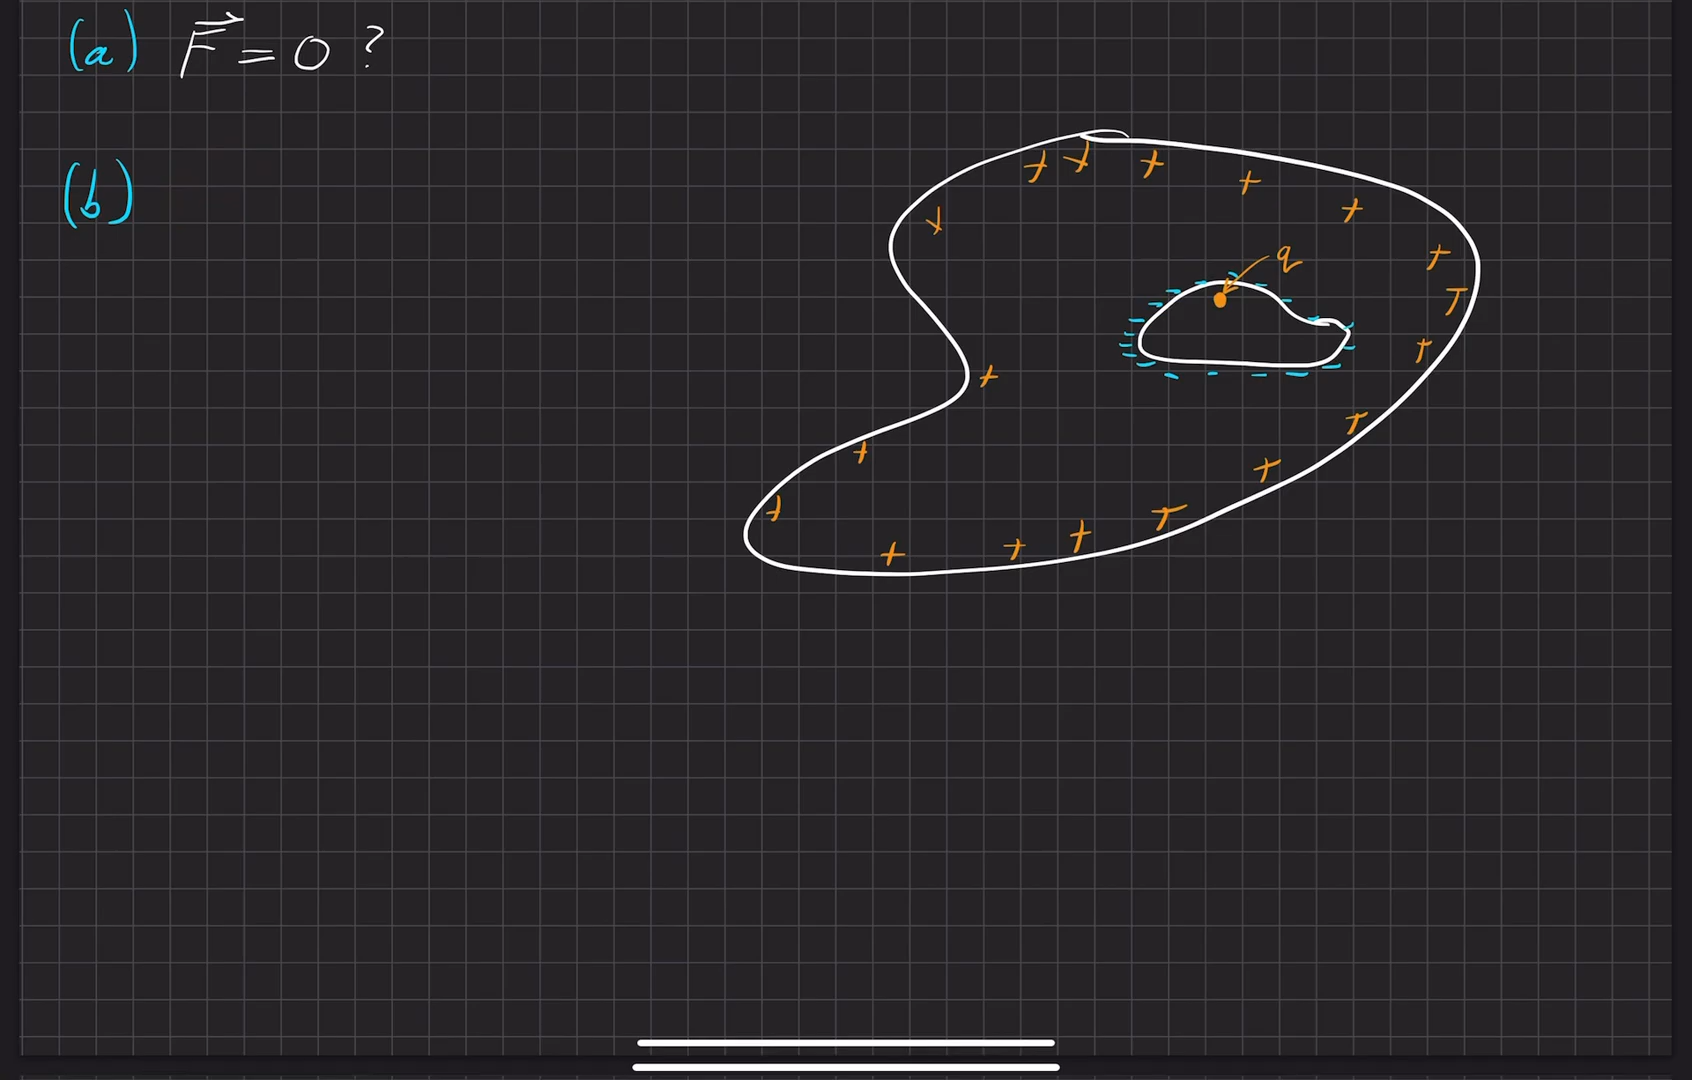 (a) F⃗ = 0 ?
(b)
+ + + + + + + + + + + + + + + + + + +
q